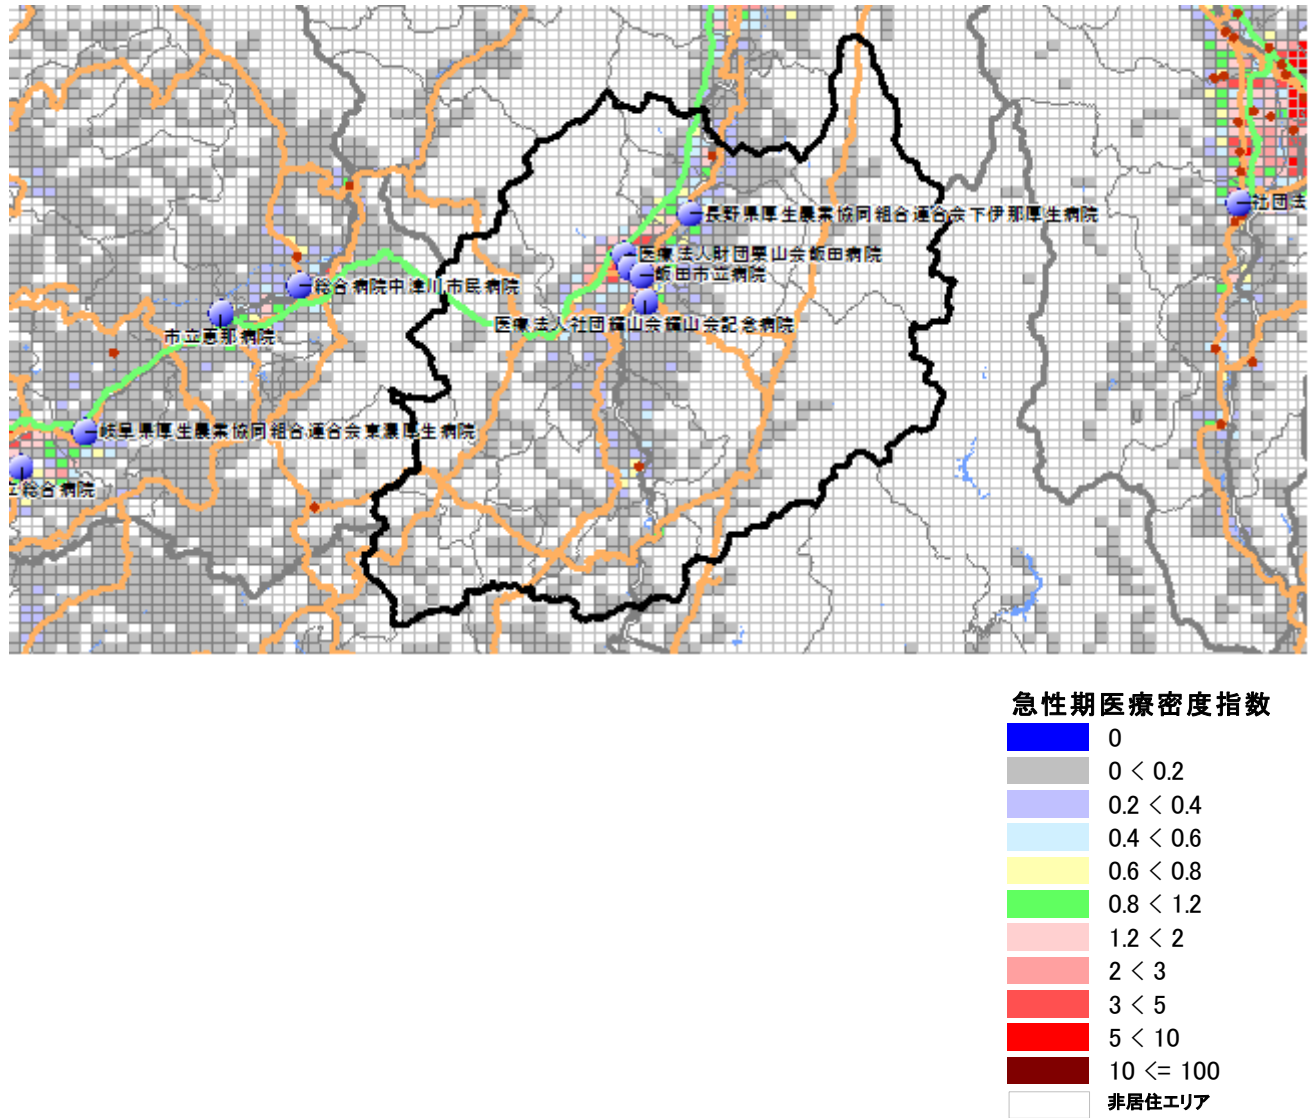 長野県厚生農業協同組合連合会下伊那厚生病院
社団法
医療法人財団栗山会飯田病院
飯田市立病院
総合病院中津川市民病院
医療法人社団輝山会輝山会記念病院
市立恵那病院
岐阜県厚生農業協同組合連合会東濃厚生病院
立総合病院
急性期医療密度指数
0
0 < 0.2
0.2 < 0.4
0.4 < 0.6
0.6 < 0.8
0.8 < 1.2
1.2 < 2
2 < 3
3 < 5
5 < 10
10 <= 100
非居住エリア